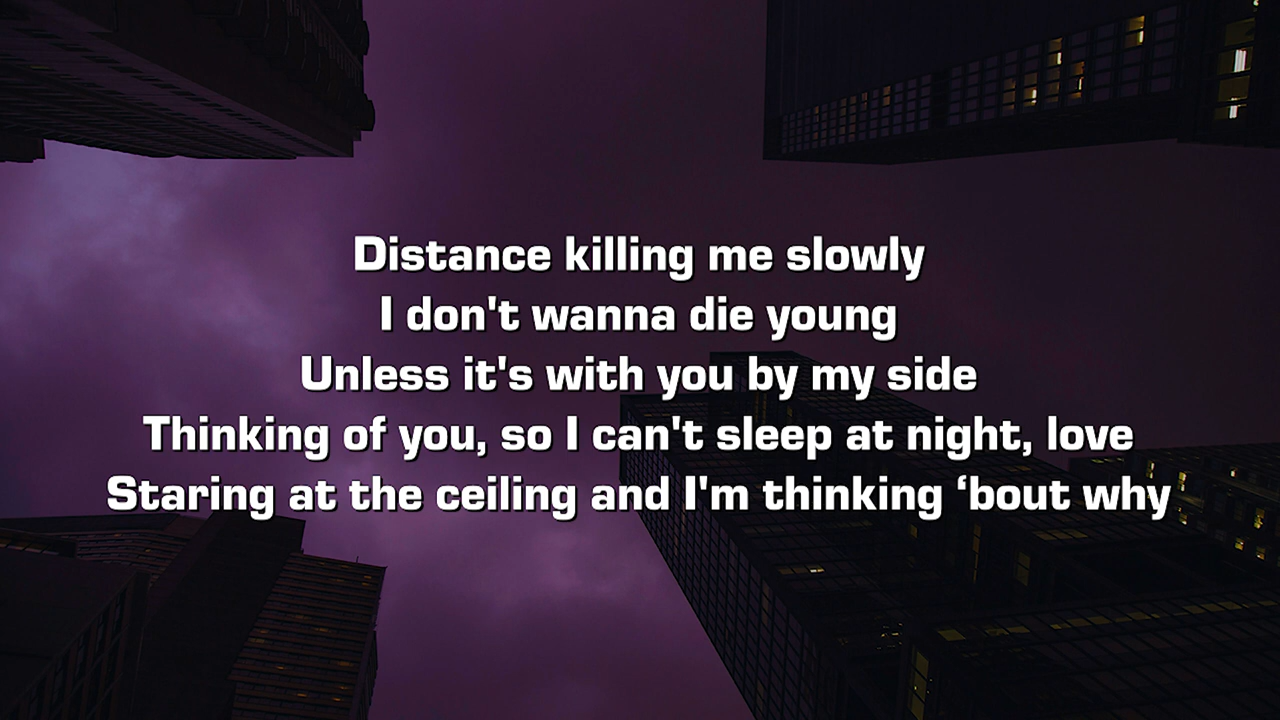 Distance killing me slowly
I don't wanna die young
Unless it's with you by my side
Thinking of you, so I can't sleep at night, love
Staring at the ceiling and I'm thinking ‘bout why